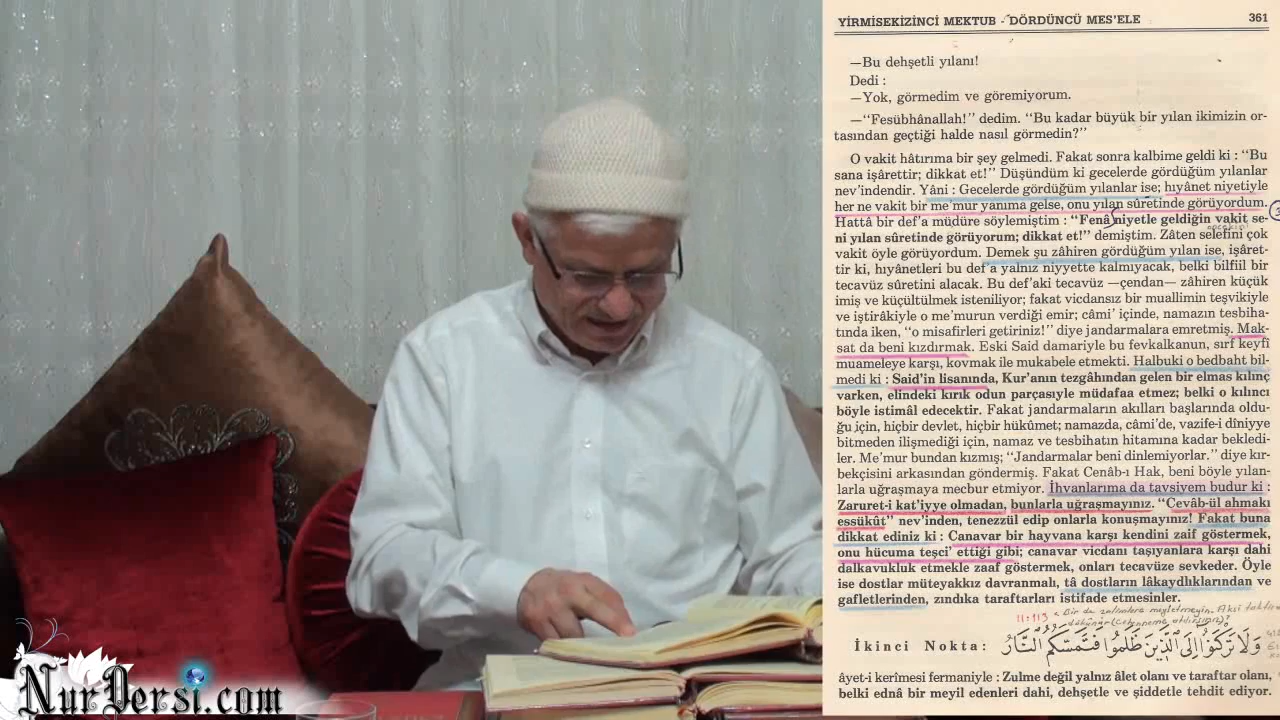 YİRMİSEKİZİNCİ MEKTUB - DÖRDÜNCÜ MES'ELE 361
—Bu dehşetli yılanı!
Dedi :
—Yok, görmedim ve göremiyorum.
—"Fesübhânallah!" dedim. "Bu kadar büyük bir yılan ikimizin or-
tasından geçtiği halde nasıl görmedin?"
O vakit hâtırıma bir şey gelmedi. Fakat sonra kalbime geldi ki : "Bu
sana işârettir; dikkat et!" Düşündüm ki gecelerde gördüğüm yılanlar
nev'indendir. Yâni : Gecelerde gördüğüm yılanlar ise; hıyânet niyetiyle
her ne vakit bir me'mur yanıma gelse, onu yılan sûretinde görüyordum.
Hattâ bir def'a müdüre söylemiştim : "Fenâ niyetle geldiğin vakit se-
ni yılan sûretinde görüyorum; dikkat et!" demiştim. Zâten selefini çok
vakit öyle görüyordum. Demek şu zâhiren gördüğüm yılan ise, işâret-
tir ki, hıyânetleri bu def'a yalnız niyyette kalmıyacak, belki bilfiil bir
tecavüz sûretini alacak. Bu def'aki tecavüz —çendan— zâhiren küçük
imiş ve küçültülmek isteniliyor; fakat vicdansız bir muallimin teşvikiyle
ve iştirâkiyle o me'murun verdiği emir; câmi' içinde, namazın tesbiha-
tında iken, "o misafirleri getiriniz!" diye jandarmalara emretmiş. Mak-
sat da beni kızdırmak. Eski Said damariyle bu fevkalkanun, sırf keyfî
muameleye karşı, kovmak ile mukabele etmekti. Halbuki o bedbaht bil-
medi ki : Said'in lisanında, Kur'anın tezgâhından gelen bir elmas kılınç
varken, elindeki kırık odun parçasıyle müdafaa etmez; belki o kılıncı
böyle istimâl edecektir. Fakat jandarmaların akılları başlarında oldu-
ğu için, hiçbir devlet, hiçbir hükûmet; namazda, câmi'de, vazife-i dîniyye
bitmeden ilişmediği için, namaz ve tesbihatın hitamına kadar bekledi-
ler. Me'mur bundan kızmış; "Jandarmalar beni dinlemiyorlar." diye kır-
bekçisini arkasından göndermiş. Fakat Cenâb-ı Hak, beni böyle yılan-
larla uğraşmaya mecbur etmiyor. İhvanlarıma da tavsiyem budur ki :
Zaruret-i kat'iyye olmadan, bunlarla uğraşmayınız. "Cevâb-ül ahmakı
essükût" nev'inden, tenezzül edip onlarla konuşmayınız! Fakat buna
dikkat ediniz ki : Canavar bir hayvana karşı kendini zaif göstermek,
onu hücuma teşci' ettiği gibi; canavar vicdanı taşıyanlara karşı dahi
dalkavukluk etmekle zaaf göstermek, onları tecavüze sevkeder. Öyle
ise dostlar müteyakkız davranmalı, tâ dostların lâkaydlıklarından ve
gafletlerinden, zındıka taraftarları istifade etmesinler.
11:113 Bir de zalimlere meyletmeyin.
İkinci Nokta: وَلَا تَرْكَنُوا اِلَى الَّذِينَ ظَلَمُوا فَتَمَسَّكُمُ النَّارُ
âyet-i kerîmesi fermaniyle : Zulme değil yalnız âlet olanı ve taraftar olanı,
belki ednâ bir meyil edenleri dahi, dehşetle ve şiddetle tehdit ediyor.
NurDersi.com